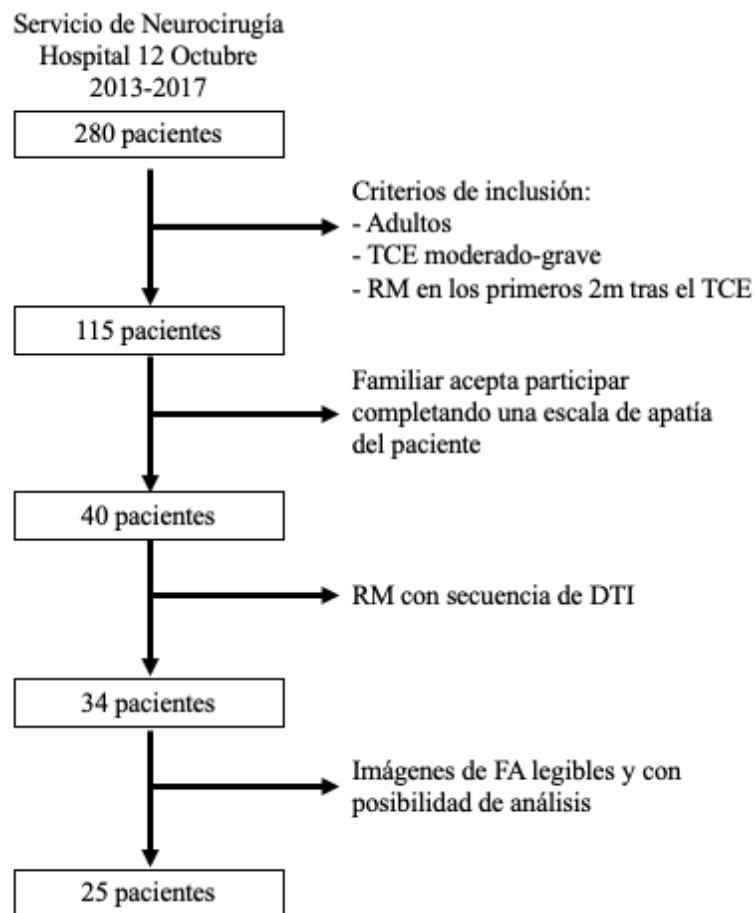 Servicio de Neurocirugía
Hospital 12 Octubre
2013-2017
280 pacientes
Criterios de inclusión:
- Adultos
- TCE moderado-grave
- RM en los primeros 2m tras el TCE
115 pacientes
Familiar acepta participar
completando una escala de apatía
del paciente
40 pacientes
RM con secuencia de DTI
34 pacientes
Imágenes de FA legibles y con
posibilidad de análisis
25 pacientes